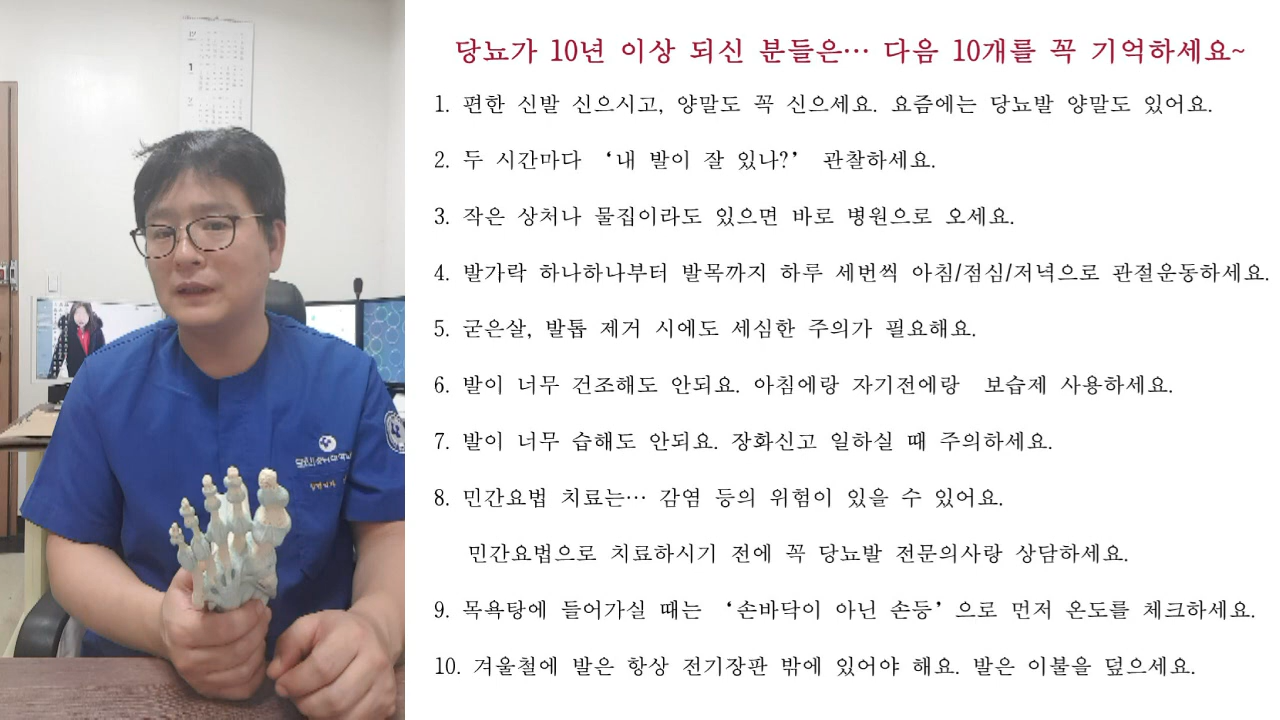 당뇨가 10년 이상 되신 분들은… 다음 10개를 꼭 기억하세요~
1. 편한 신발 신으시고, 양말도 꼭 신으세요. 요즘에는 당뇨발 양말도 있어요.
2. 두 시간마다 ‘내 발이 잘 있나?’ 관찰하세요.
3. 작은 상처나 물집이라도 있으면 바로 병원으로 오세요.
4. 발가락 하나하나부터 발목까지 하루 세번씩 아침/점심/저녁으로 관절운동하세요.
5. 굳은살, 발톱 제거 시에도 세심한 주의가 필요해요.
6. 발이 너무 건조해도 안되요. 아침에랑 자기전에랑 보습제 사용하세요.
7. 발이 너무 습해도 안되요. 장화신고 일하실 때 주의하세요.
8. 민간요법 치료는… 감염 등의 위험이 있을 수 있어요.
민간요법으로 치료하시기 전에 꼭 당뇨발 전문의사랑 상담하세요.
9. 목욕탕에 들어가실 때는 ‘손바닥이 아닌 손등’으로 먼저 온도를 체크하세요.
10. 겨울철에 발은 항상 전기장판 밖에 있어야 해요. 발은 이불을 덮으세요.